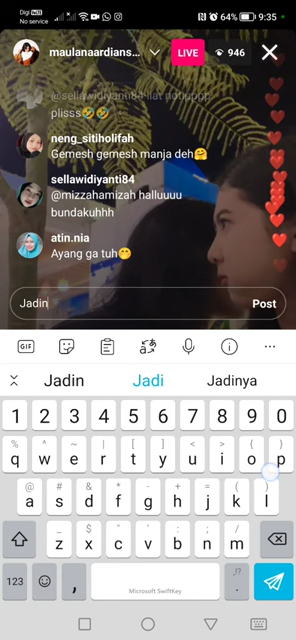 Digi VoLTE
No service
64% 9:35
maulanaardians... LIVE 946
@sellawidiyanti84 liat
plisss🤣🤣
neng_sitiholifah
Gemesh gemesh manja deh🤗
sellawidiyanti84
@mizzahamizah halluuuu
bundakuhhh
atin.nia
Ayang ga tuh🤭
Jadin Post
GIF
Jadin Jadi Jadinya
1 2 3 4 5 6 7 8 9 0
% ^ ~ | [ ] < > { }
q w e r t y u i o p
@ # & * - + = ( )
a s d f g h j k l
_ $ " ' : ; /
z x c v b n m
123 , Microsoft SwiftKey ,!? .